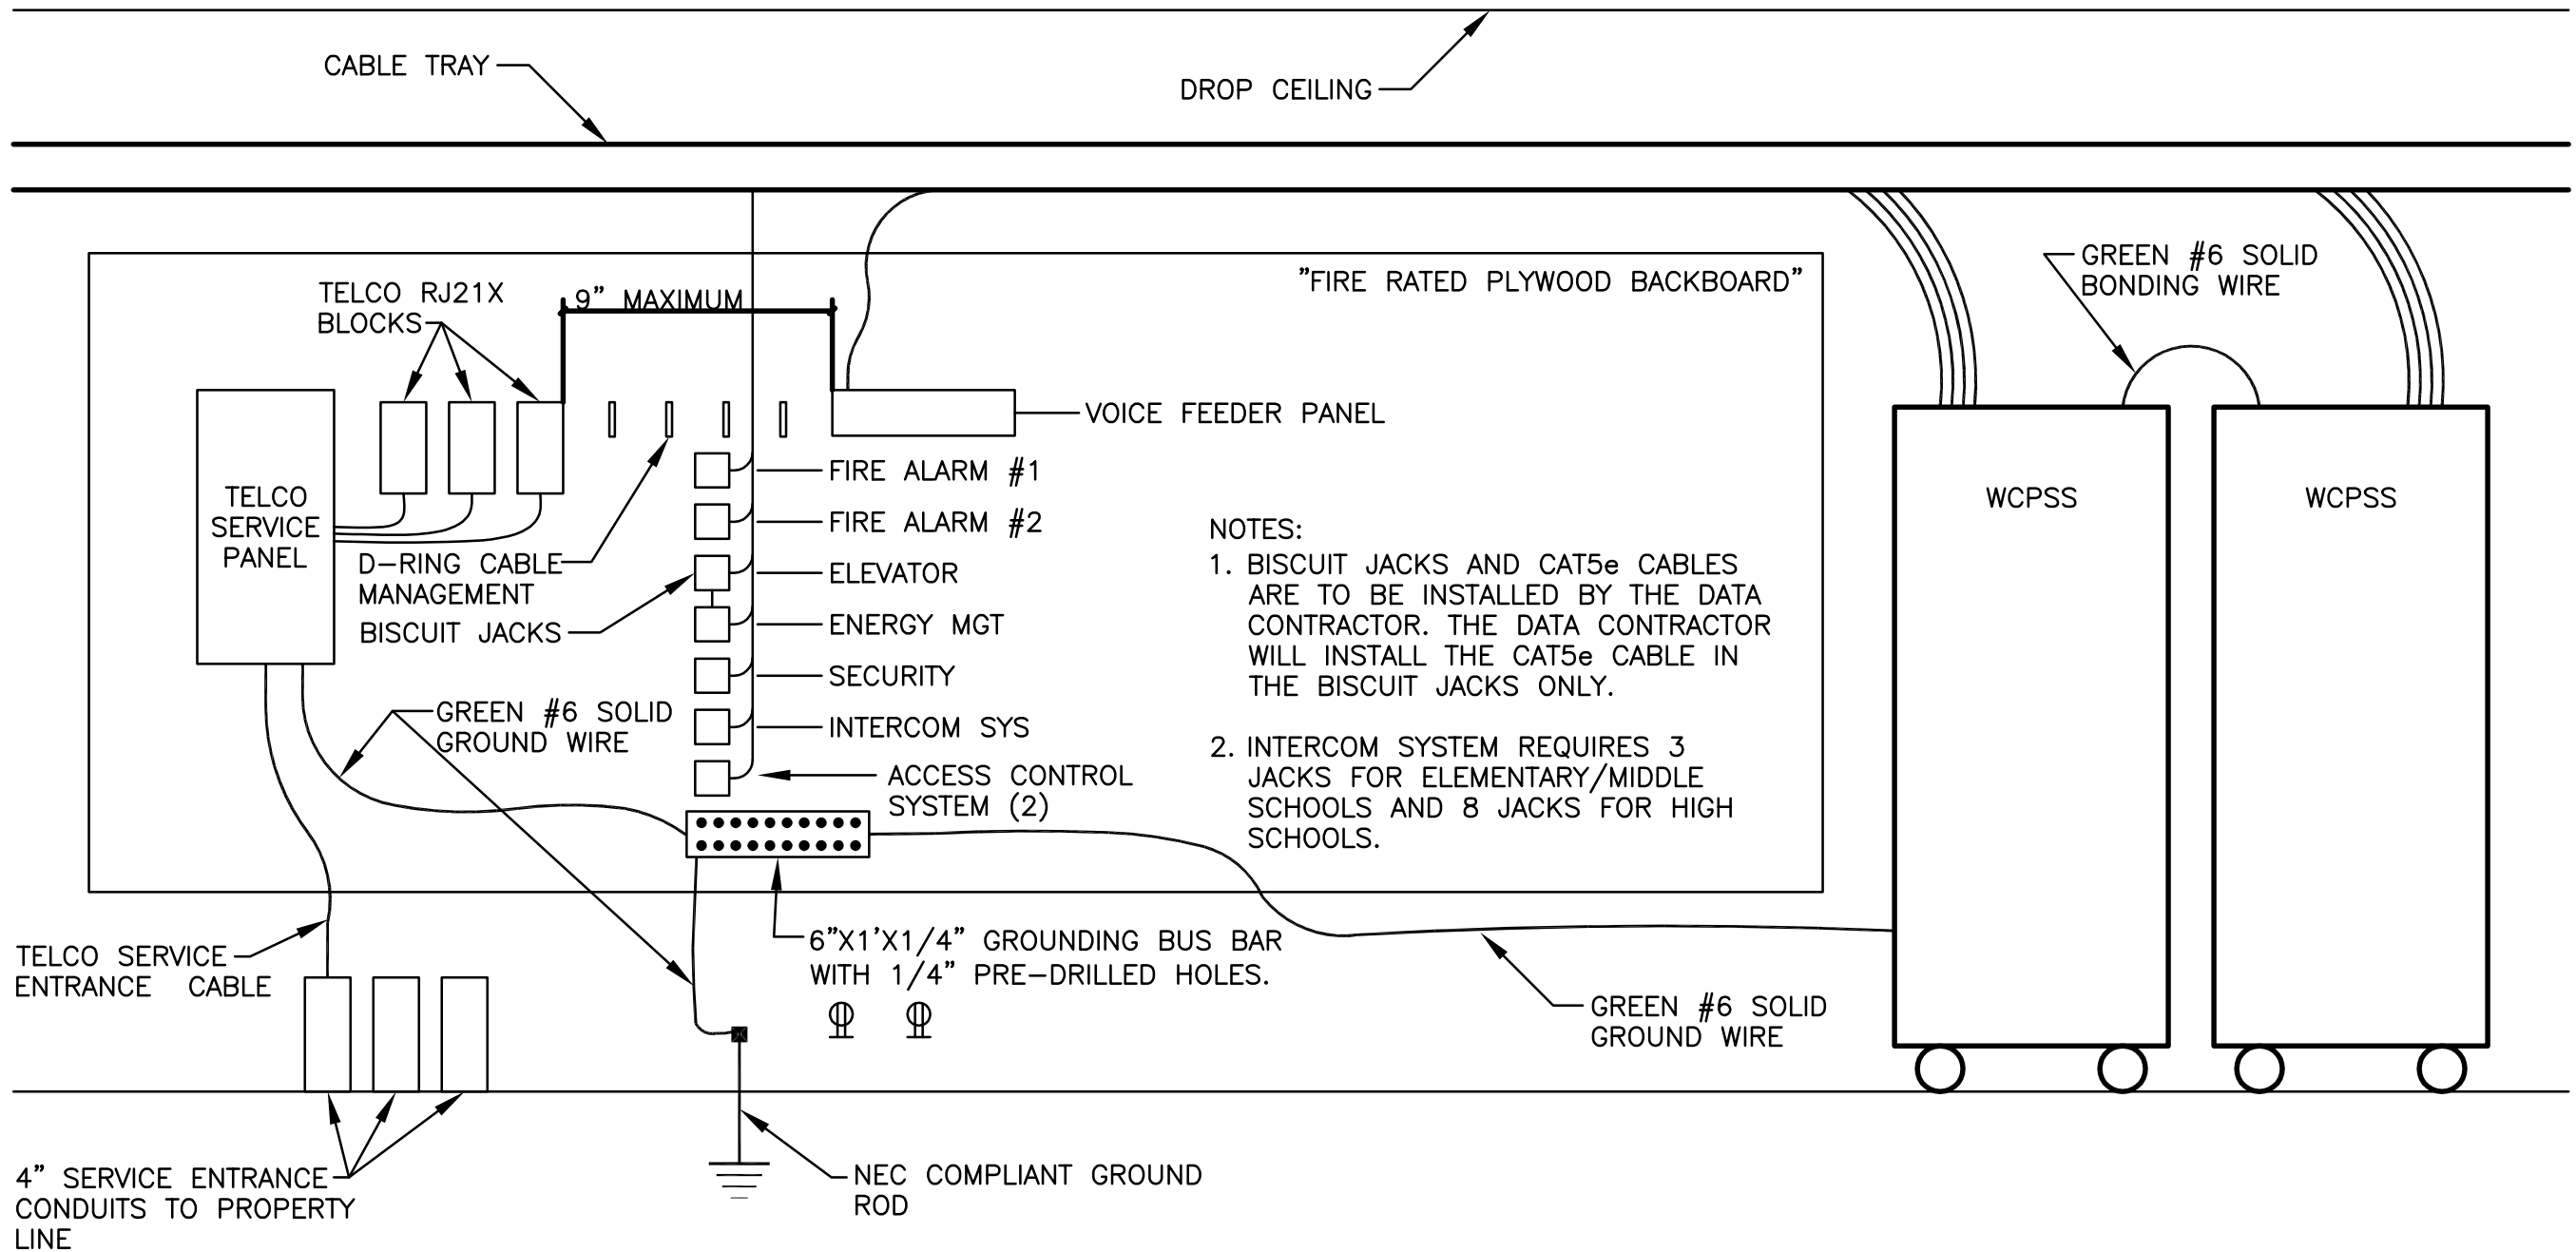 CABLE TRAY
DROP CEILING
"FIRE RATED PLYWOOD BACKBOARD"
GREEN #6 SOLID
BONDING WIRE
TELCO RJ21X
BLOCKS
9" MAXIMUM
VOICE FEEDER PANEL
TELCO
SERVICE
PANEL
FIRE ALARM #1
FIRE ALARM #2
ELEVATOR
ENERGY MGT
SECURITY
INTERCOM SYS
ACCESS CONTROL
SYSTEM (2)
D-RING CABLE
MANAGEMENT
BISCUIT JACKS
GREEN #6 SOLID
GROUND WIRE
NOTES:
1. BISCUIT JACKS AND CAT5e CABLES
ARE TO BE INSTALLED BY THE DATA
CONTRACTOR. THE DATA CONTRACTOR
WILL INSTALL THE CAT5e CABLE IN
THE BISCUIT JACKS ONLY.
2. INTERCOM SYSTEM REQUIRES 3
JACKS FOR ELEMENTARY/MIDDLE
SCHOOLS AND 8 JACKS FOR HIGH
SCHOOLS.
WCPSS
WCPSS
TELCO SERVICE
ENTRANCE CABLE
6"X1'X1/4" GROUNDING BUS BAR
WITH 1/4" PRE-DRILLED HOLES.
GREEN #6 SOLID
GROUND WIRE
4" SERVICE ENTRANCE
CONDUITS TO PROPERTY
LINE
NEC COMPLIANT GROUND
ROD